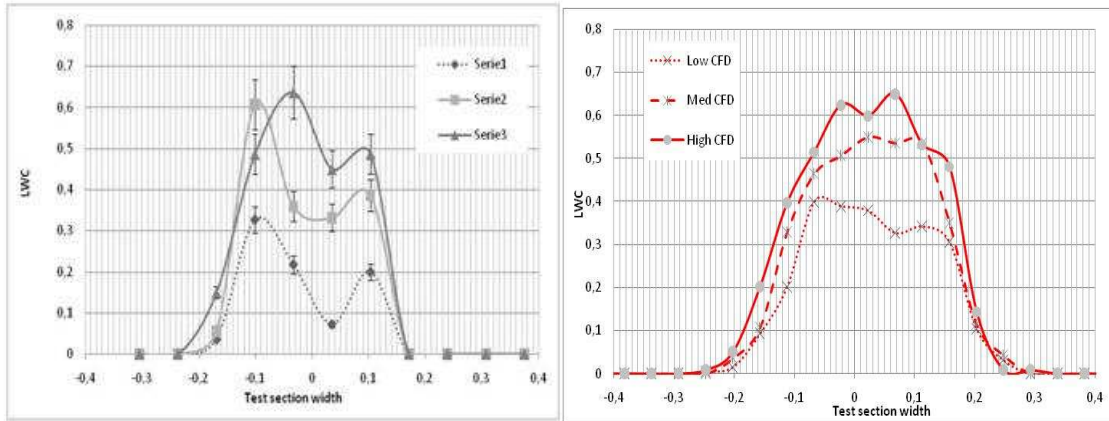 0,8
0,7
0,6
0,5
0,4
0,3
0,2
0,1
0
LWC
Serie1
Serie2
Serie3
-0,4 -0,3 -0,2 -0,1 0 0,1 0,2 0,3 0,4
Test section width
0,8
0,7
0,6
0,5
0,4
0,3
0,2
0,1
0
LWC
Low CFD
Med CFD
High CFD
-0,4 -0,3 -0,2 -0,1 0 0,1 0,2 0,3 0,4
Test section width